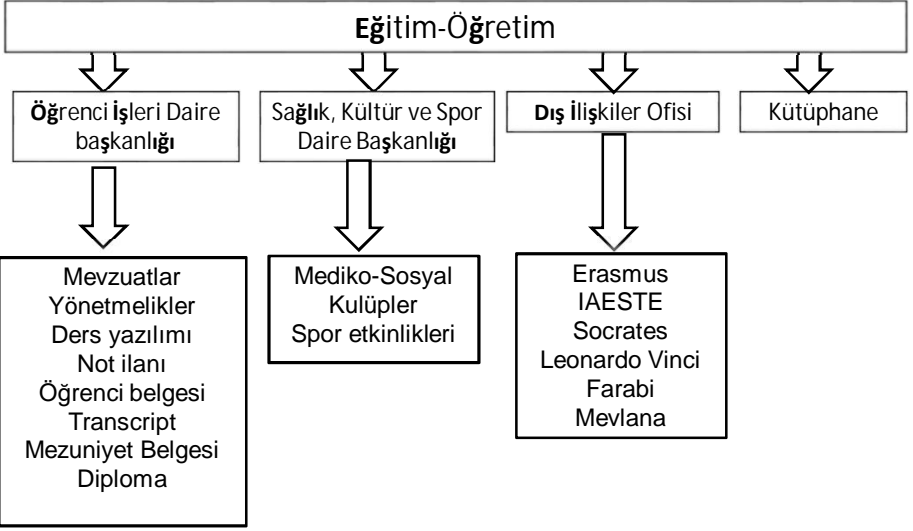 Eğitim-Öğretim
Öğrenci İşleri Daire
başkanlığı
Sağlık, Kültür ve Spor
Daire Başkanlığı
Dış İlişkiler Ofisi
Kütüphane
Mevzuatlar
Yönetmelikler
Ders yazılımı
Not ilanı
Öğrenci belgesi
Transcript
Mezuniyet Belgesi
Diploma
Mediko-Sosyal
Kulüpler
Spor etkinlikleri
Erasmus
IAESTE
Socrates
Leonardo Vinci
Farabi
Mevlana